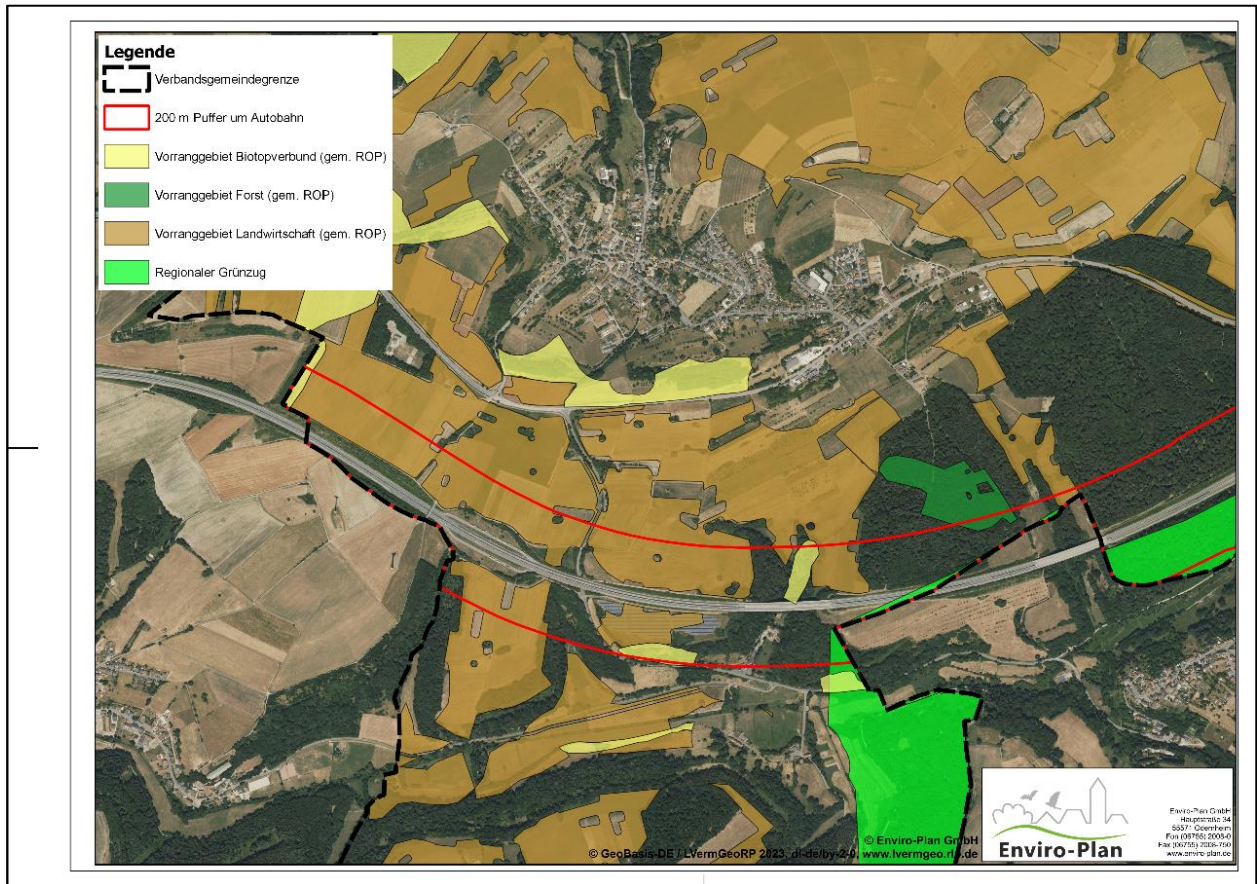 Legende
Verbandsgemeindegrenze
200 m Puffer um Autobahn
Vorranggebiet Biotopverbund (gem. ROP)
Vorranggebiet Forst (gem. ROP)
Vorranggebiet Landwirtschaft (gem. ROP)
Regionaler Grünzug
© Enviro-Plan GmbH
© GeoBasis-DE / LVermGeoRP 2023, dl-de/by-2-0, www.lvermgeo.rlp.de
Enviro-Plan
Enviro-Plan GmbH
Hauptstraße 34
55571 Odernheim
Fon (06755) 2008-0
Fax (06755) 2008-750
www.enviro-plan.de